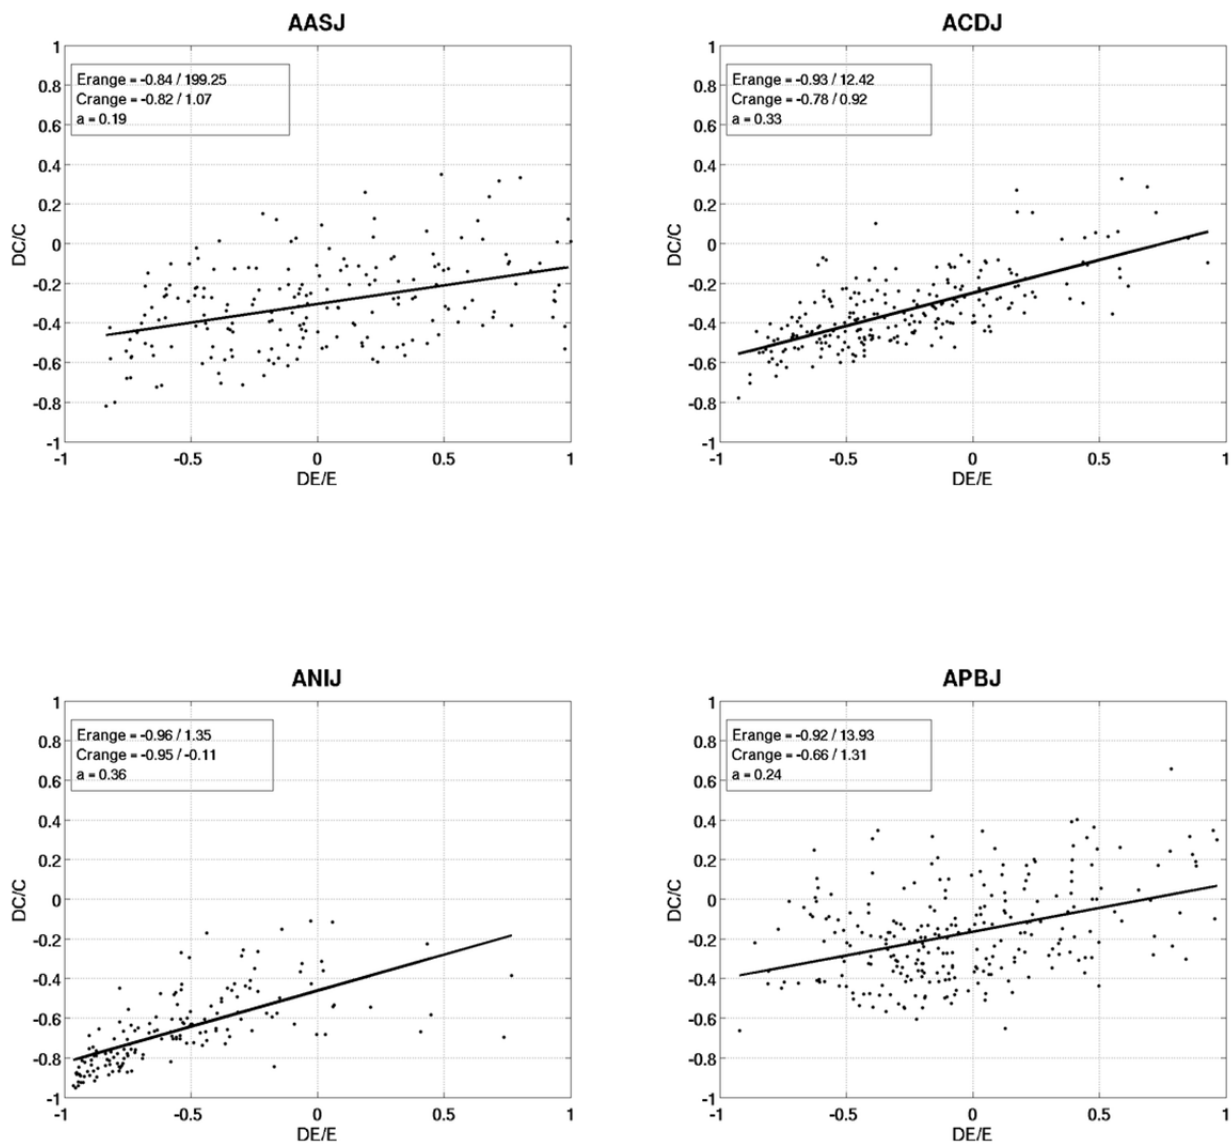 AASJ
Erange = -0.84 / 199.25
Crange = -0.82 / 1.07
a = 0.19
1
0.8
0.6
0.4
0.2
0
-0.2
-0.4
-0.6
-0.8
-1
DC/C
-1 -0.5 0 0.5 1
DE/E
ACDJ
Erange = -0.93 / 12.42
Crange = -0.78 / 0.92
a = 0.33
1
0.8
0.6
0.4
0.2
0
-0.2
-0.4
-0.6
-0.8
-1
DC/C
-1 -0.5 0 0.5 1
DE/E
ANIJ
Erange = -0.96 / 1.35
Crange = -0.95 / -0.11
a = 0.36
1
0.8
0.6
0.4
0.2
0
-0.2
-0.4
-0.6
-0.8
-1
DC/C
-1 -0.5 0 0.5 1
DE/E
APBJ
Erange = -0.92 / 13.93
Crange = -0.66 / 1.31
a = 0.24
1
0.8
0.6
0.4
0.2
0
-0.2
-0.4
-0.6
-0.8
-1
DC/C
-1 -0.5 0 0.5 1
DE/E